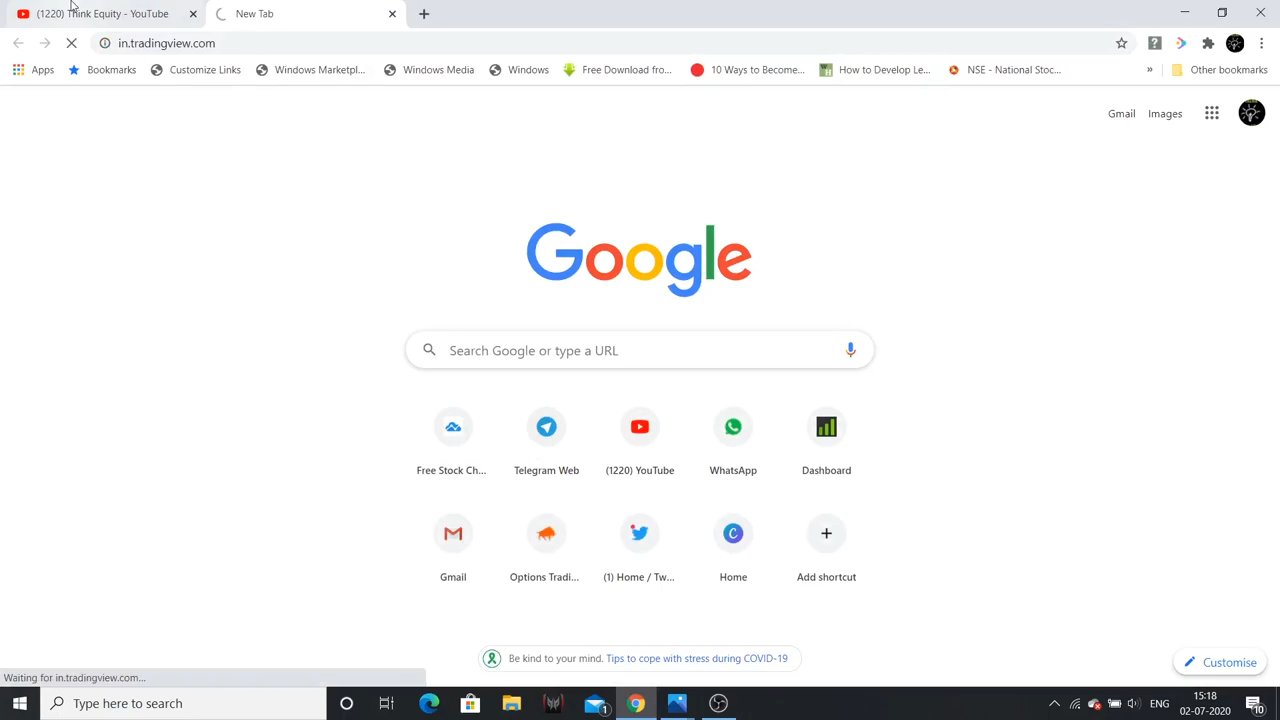 (1220) Think Equity - YouTube
New Tab
in.tradingview.com
Apps
Bookmarks
Customize Links
Windows Marketpl...
Windows Media
Windows
Free Download fro...
10 Ways to Become...
How to Develop Le...
NSE - National Stoc...
»
Other bookmarks
Gmail
Images
Google
Search Google or type a URL
Free Stock Ch...
Telegram Web
(1220) YouTube
WhatsApp
Dashboard
Gmail
Options Tradi...
(1) Home / Tw...
Home
Add shortcut
Be kind to your mind. Tips to cope with stress during COVID-19
Customise
Waiting for in.tradingview.com...
Type here to search
1
ENG
15:18
02-07-2020
10